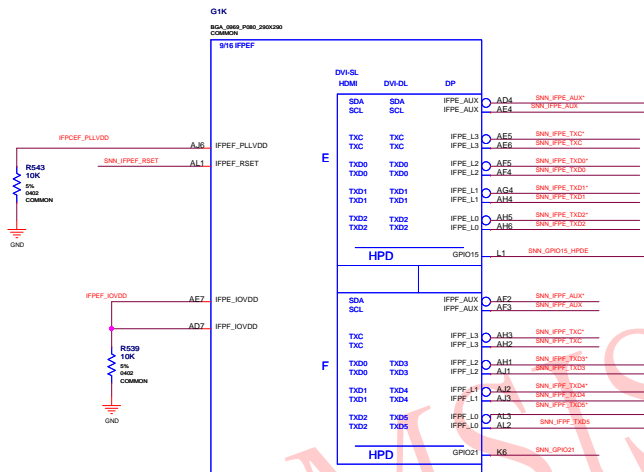 G1K
BGA_0969_P080_290X290
COMMON
9/16 IFPEF
DVI-SL
HDMI DVI-DL DP
SDA SDA IFPE_AUX AD4 SNN_IFPE_AUX*
SCL SCL IFPE_AUX AE4 SNN_IFPE_AUX
TXC TXC IFPE_L3 AE5 SNN_IFPE_TXC*
TXC TXC IFPE_L3 AE6 SNN_IFPE_TXC
IFPCEF_PLLVDD AJ6 IFPEF_PLLVDD
SNN_IFPEF_RSET AL1 IFPEF_RSET
E
TXD0 TXD0 IFPE_L2 AF5 SNN_IFPE_TXD0*
TXD0 TXD0 IFPE_L2 AF4 SNN_IFPE_TXD0
TXD1 TXD1 IFPE_L1 AG4 SNN_IFPE_TXD1*
TXD1 TXD1 IFPE_L1 AH4 SNN_IFPE_TXD1
TXD2 TXD2 IFPE_L0 AH5 SNN_IFPE_TXD2*
TXD2 TXD2 IFPE_L0 AH6 SNN_IFPE_TXD2
R543
10K
5%
0402
COMMON
GND
HPD GPIO15 L1 SNN_GPIO15_HPDE
IFPEF_IOVDD AE7 IFPE_IOVDD
AD7 IFPF_IOVDD
SDA IFPF_AUX AF2 SNN_IFPF_AUX*
SCL IFPF_AUX AF3 SNN_IFPF_AUX
TXC IFPF_L3 AH3 SNN_IFPF_TXC*
TXC IFPF_L3 AH2 SNN_IFPF_TXC
F
TXD0 TXD3 IFPF_L2 AH1 SNN_IFPF_TXD3*
TXD0 TXD3 IFPF_L2 AJ1 SNN_IFPF_TXD3
TXD1 TXD4 IFPF_L1 AJ2 SNN_IFPF_TXD4*
TXD1 TXD4 IFPF_L1 AJ3 SNN_IFPF_TXD4
TXD2 TXD5 IFPF_L0 AL3 SNN_IFPF_TXD5*
TXD2 TXD5 IFPF_L0 AL2 SNN_IFPF_TXD5
R539
10K
5%
0402
COMMON
GND
HPD GPIO21 K6 SNN_GPIO21